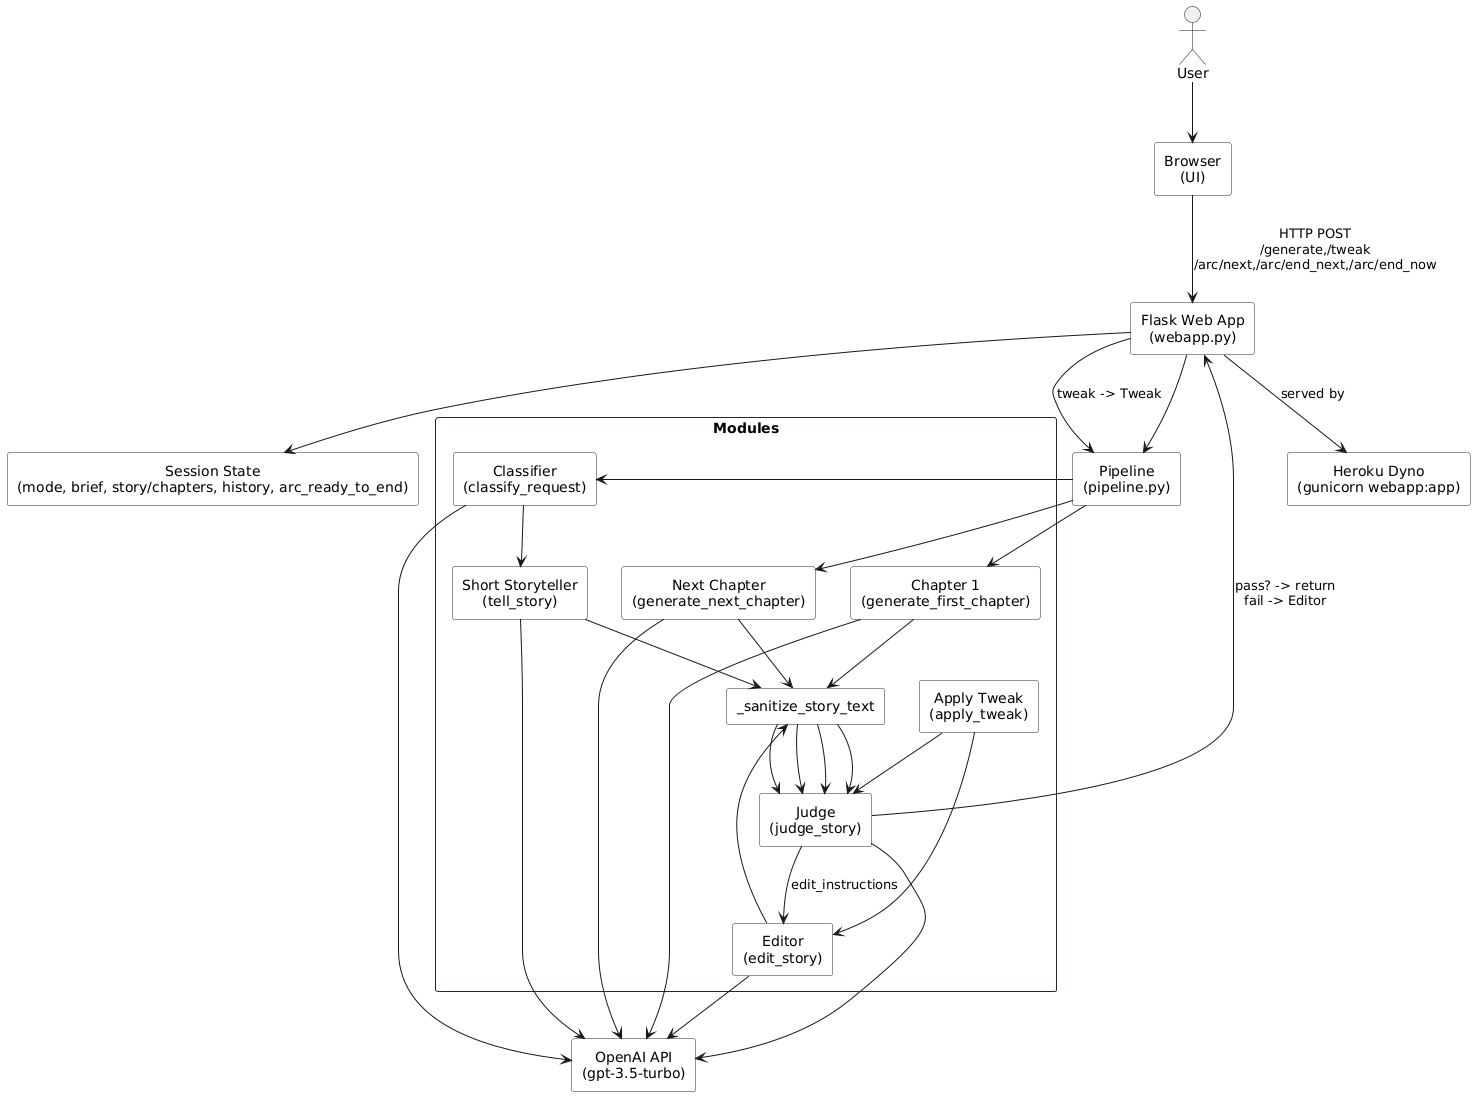 User
Browser
(UI)
HTTP POST
/generate,/tweak
/arc/next,/arc/end_next,/arc/end_now
Flask Web App
(webapp.py)
tweak -> Tweak
served by
Modules
Session State
(mode, brief, story/chapters, history, arc_ready_to_end)
Classifier
(classify_request)
Pipeline
(pipeline.py)
Heroku Dyno
(gunicorn webapp:app)
Short Storyteller
(tell_story)
Next Chapter
(generate_next_chapter)
Chapter 1
(generate_first_chapter)
pass? -> return
fail -> Editor
_sanitize_story_text
Apply Tweak
(apply_tweak)
Judge
(judge_story)
edit_instructions
Editor
(edit_story)
OpenAI API
(gpt-3.5-turbo)